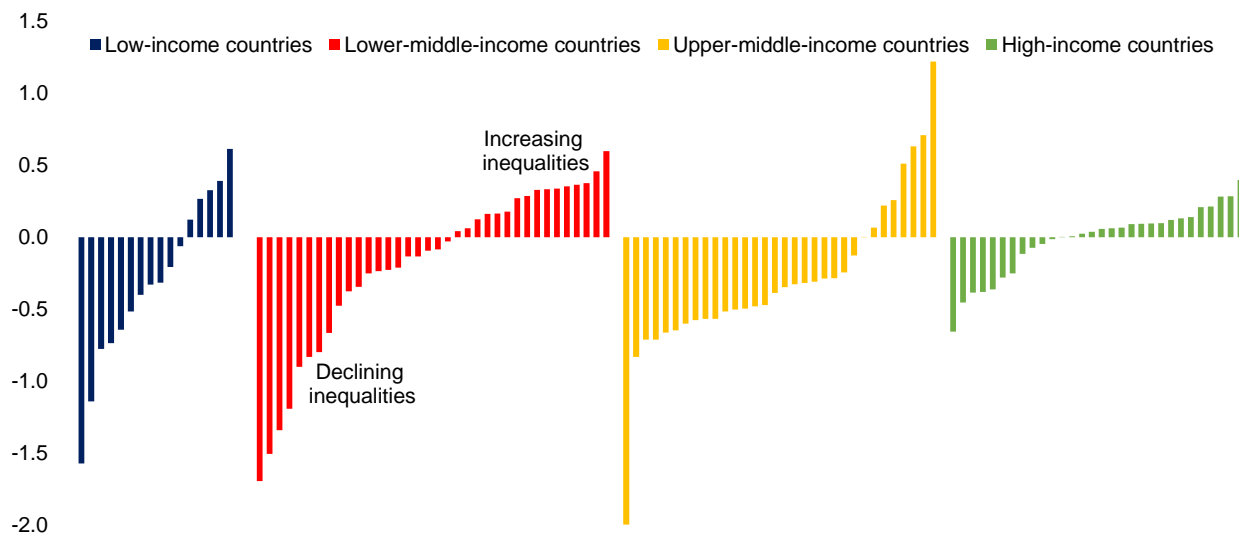 1.5
Low-income countries Lower-middle-income countries Upper-middle-income countries High-income countries
1.0
Increasing
inequalities
0.5
0.0
-0.5
Declining
inequalities
-1.0
-1.5
-2.0